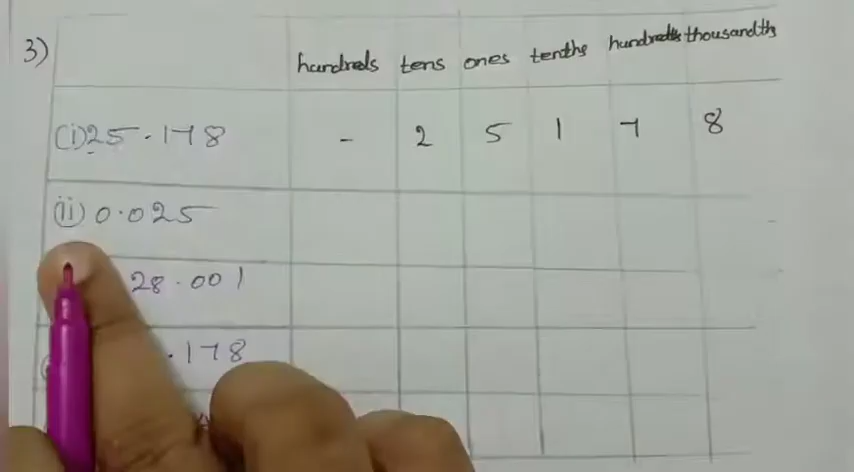 3)
hundreds tens ones tenths hundredths thousandths
(i) 25.178 - 2 5 1 7 8
(ii) 0.025
28.001
.178